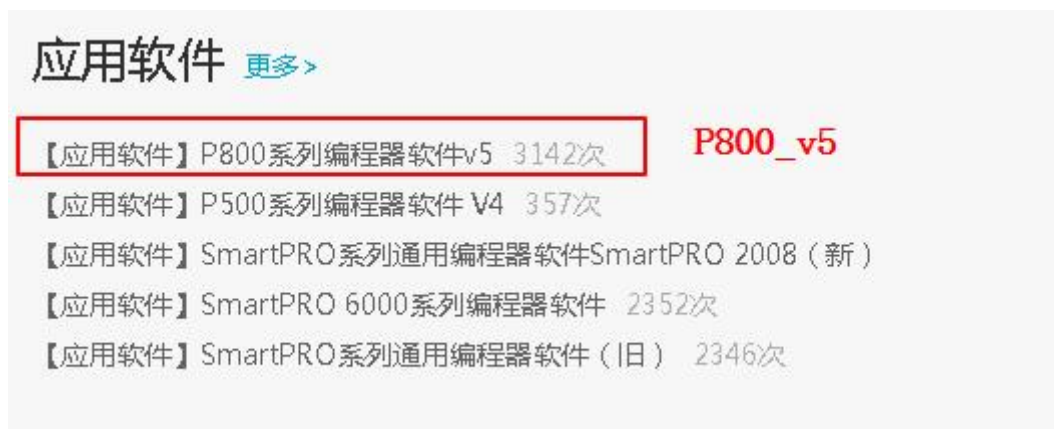 应用软件 更多>
【应用软件】P800系列编程器软件v5 3142次 P800_v5
【应用软件】P500系列编程器软件 V4 357次
【应用软件】SmartPRO系列通用编程器软件SmartPRO 2008（新）
【应用软件】SmartPRO 6000系列编程器软件 2352次
【应用软件】SmartPRO系列通用编程器软件（旧） 2346次